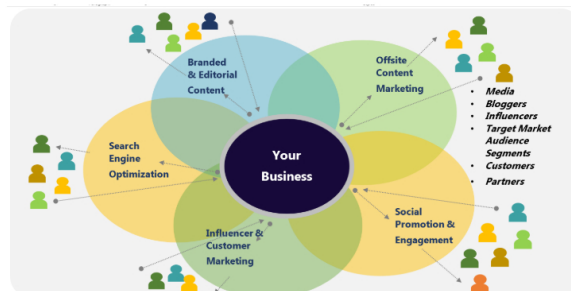 Branded
& Editorial
Content
Offsite
Content
Marketing
Media
Bloggers
Influencers
Target Market
Audience
Segments
Customers
Partners
Your
Business
Search
Engine
Optimization
Influencer &
Customer
Marketing
Social
Promotion &
Engagement